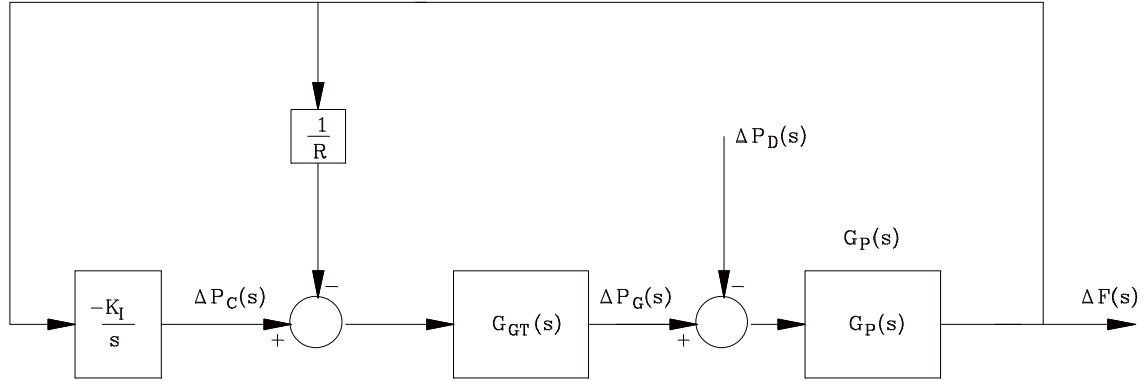 1
R
−
ΔP_D(s)
G_P(s)
−K_I
s
ΔP_C(s)
+
−
G_GT(s)
ΔP_G(s)
+
G_P(s)
ΔF(s)